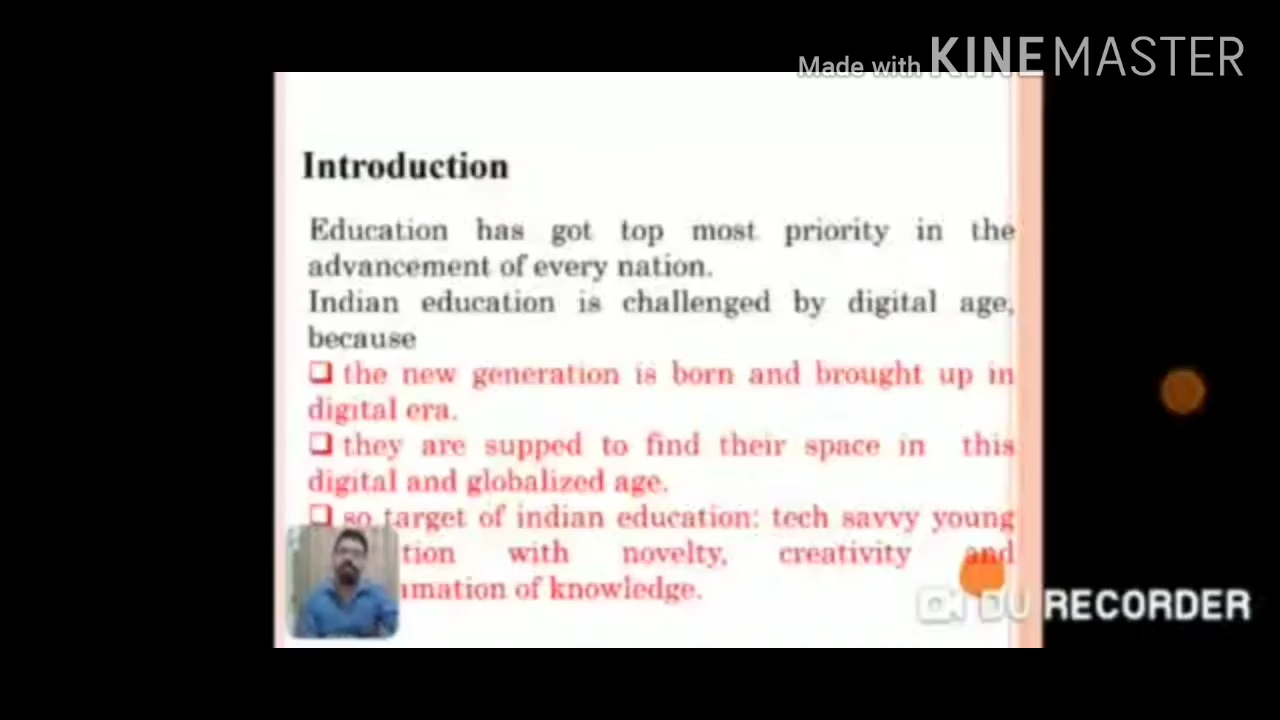 Made with KINEMASTER
Introduction
Education has got top most priority in the
advancement of every nation.
Indian education is challenged by digital age,
because
❑ the new generation is born and brought up in
digital era.
❑ they are supped to find their space in this
digital and globalized age.
❑ so target of indian education: tech savvy young
with novelty, creativity and
of knowledge.
DU RECORDER